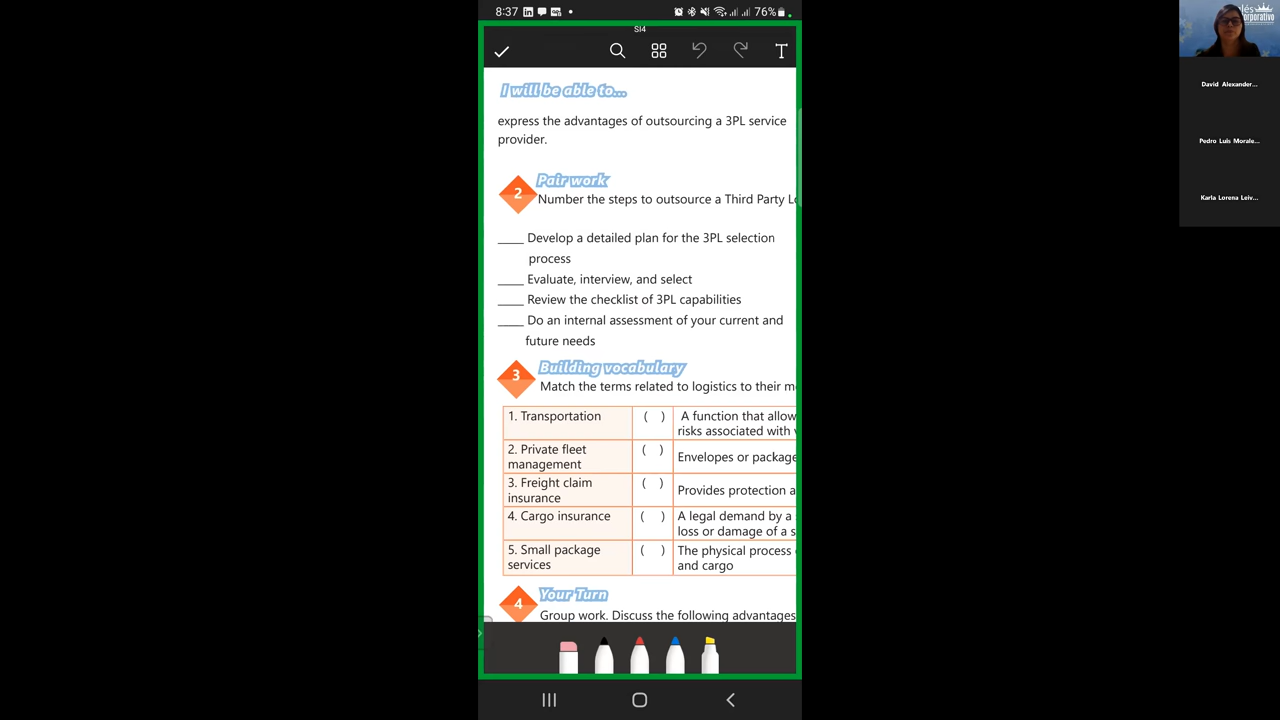 8:37
76%
SI4
T
I will be able to...
express the advantages of outsourcing a 3PL service
provider.
2
Pair work
Number the steps to outsource a Third Party Lo
____ Develop a detailed plan for the 3PL selection
process
____ Evaluate, interview, and select
____ Review the checklist of 3PL capabilities
____ Do an internal assessment of your current and
future needs
3
Building vocabulary
Match the terms related to logistics to their m
1. Transportation ( ) A function that allow
risks associated with v
2. Private fleet
management ( ) Envelopes or package
3. Freight claim
insurance ( ) Provides protection a
4. Cargo insurance ( ) A legal demand by a
loss or damage of a s
5. Small package
services ( ) The physical process
and cargo
4
Your Turn
Group work. Discuss the following advantages
lés
orporativo
David Alexander...
Pedro Luis Morale...
Karla Lorena Leiv...